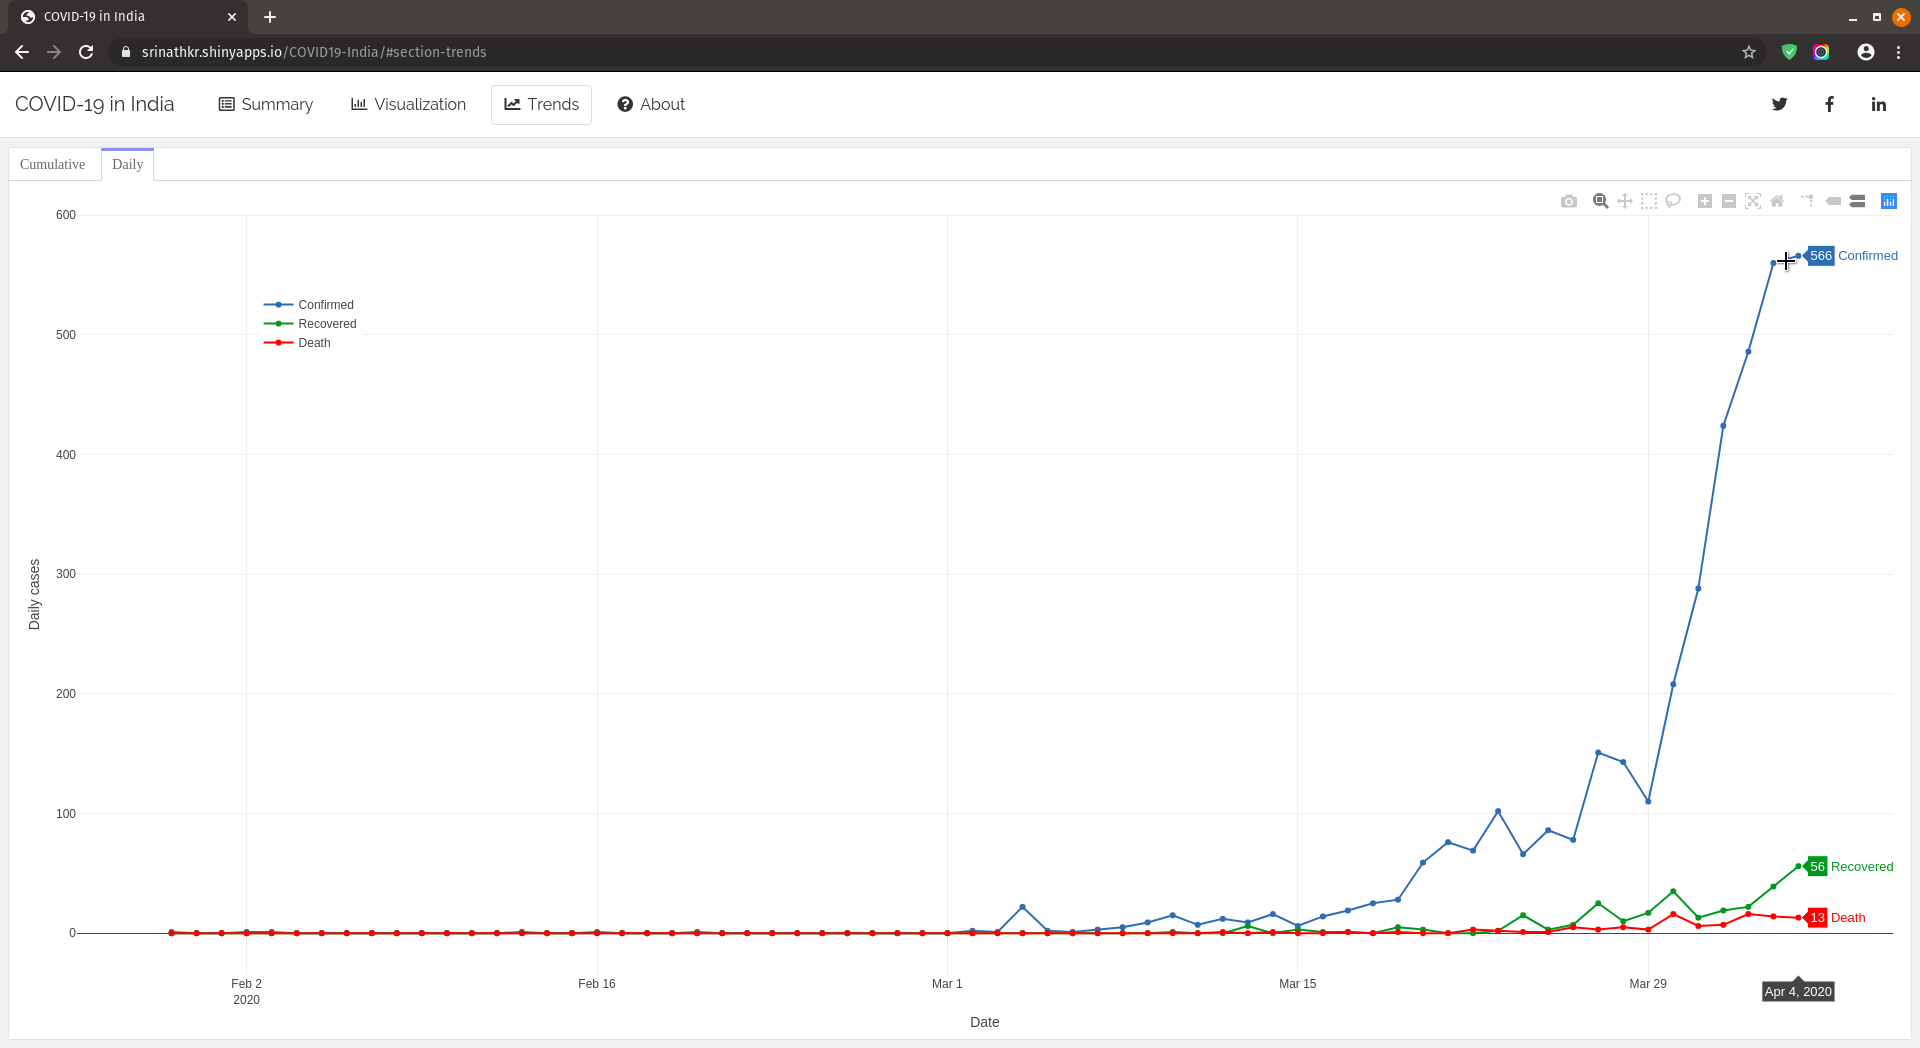 COVID-19 in India
srinathkr.shinyapps.io/COVID19-India/#section-trends
COVID-19 in India Summary Visualization Trends About
Cumulative Daily
600
500
400
300
200
100
0
Daily cases
Confirmed
Recovered
Death
566 Confirmed
56 Recovered
13 Death
Feb 2
2020
Feb 16
Mar 1
Mar 15
Mar 29
Apr 4, 2020
Date